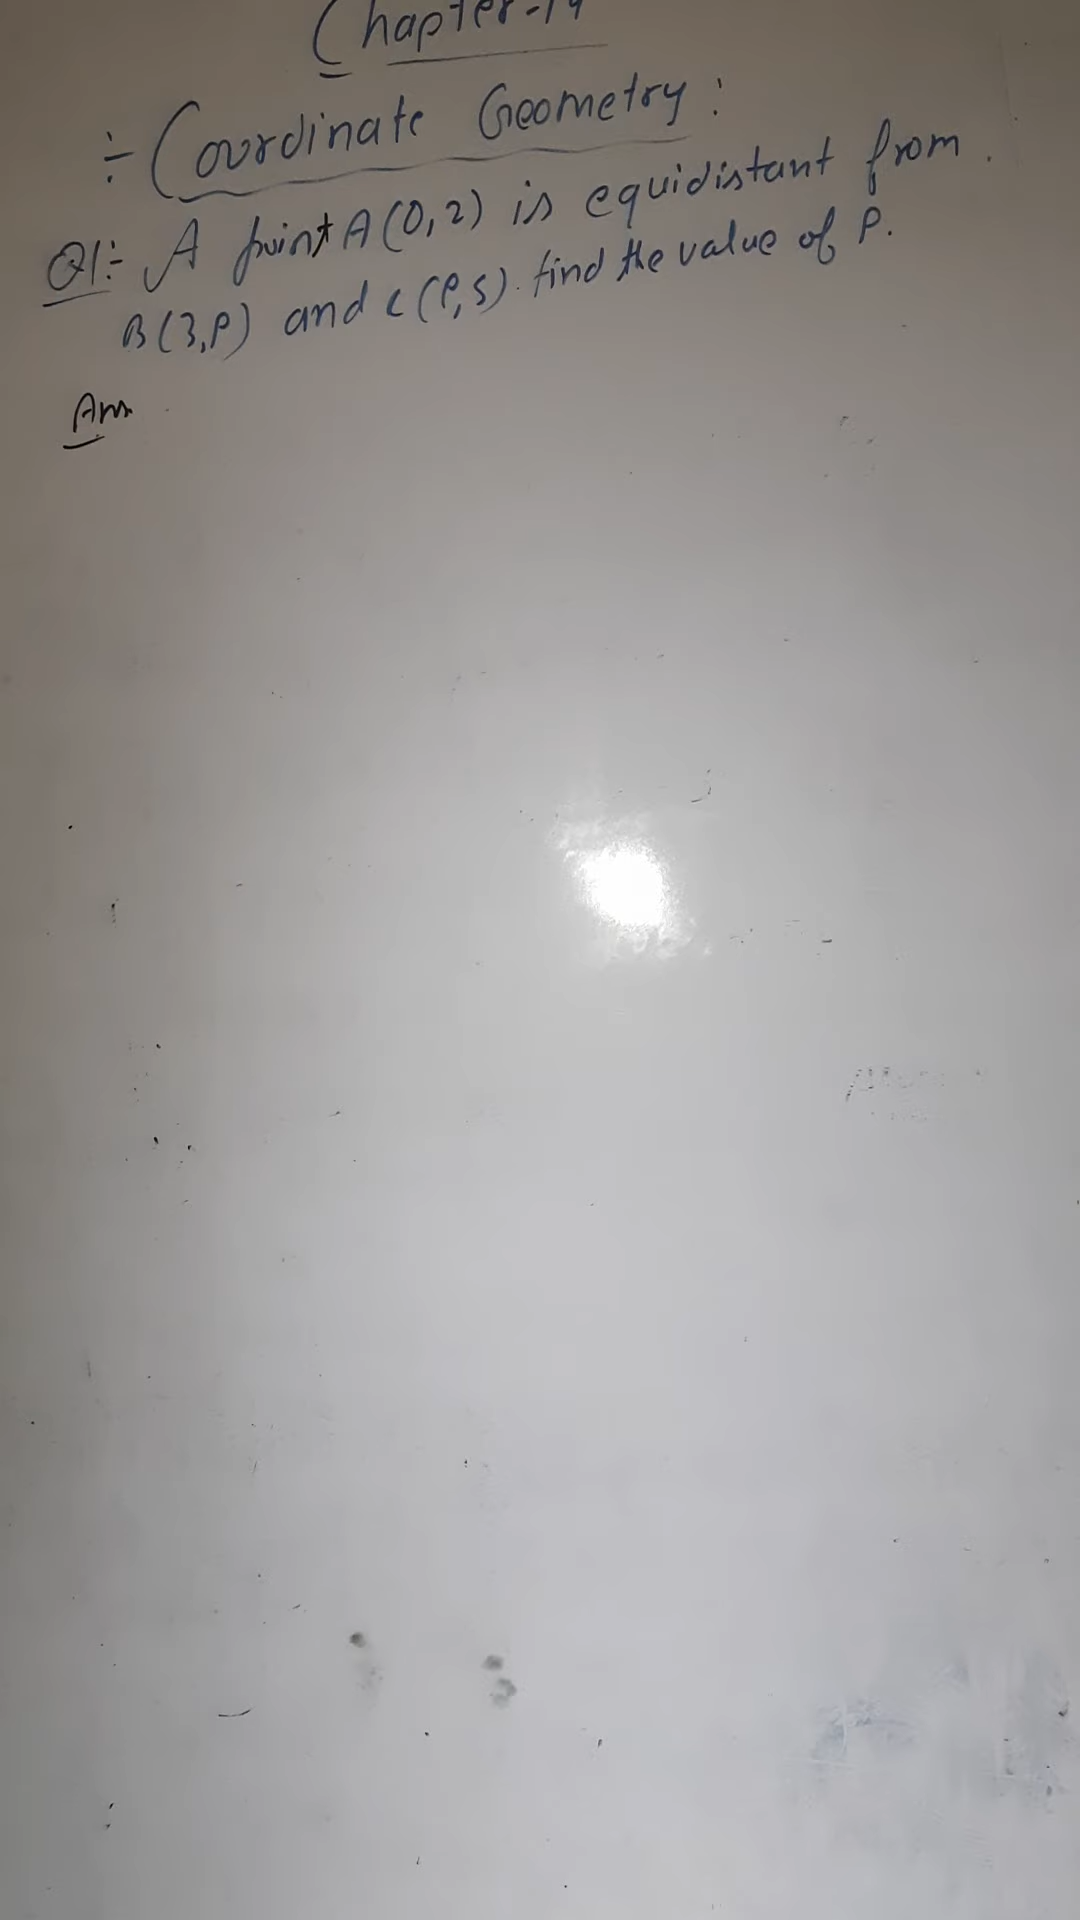 Chapter-14
÷ Coordinate Geometry :
Q1:- A point A (0,2) is equidistant from .
B(3,P) and C (P,5). find the value of P.
Ans